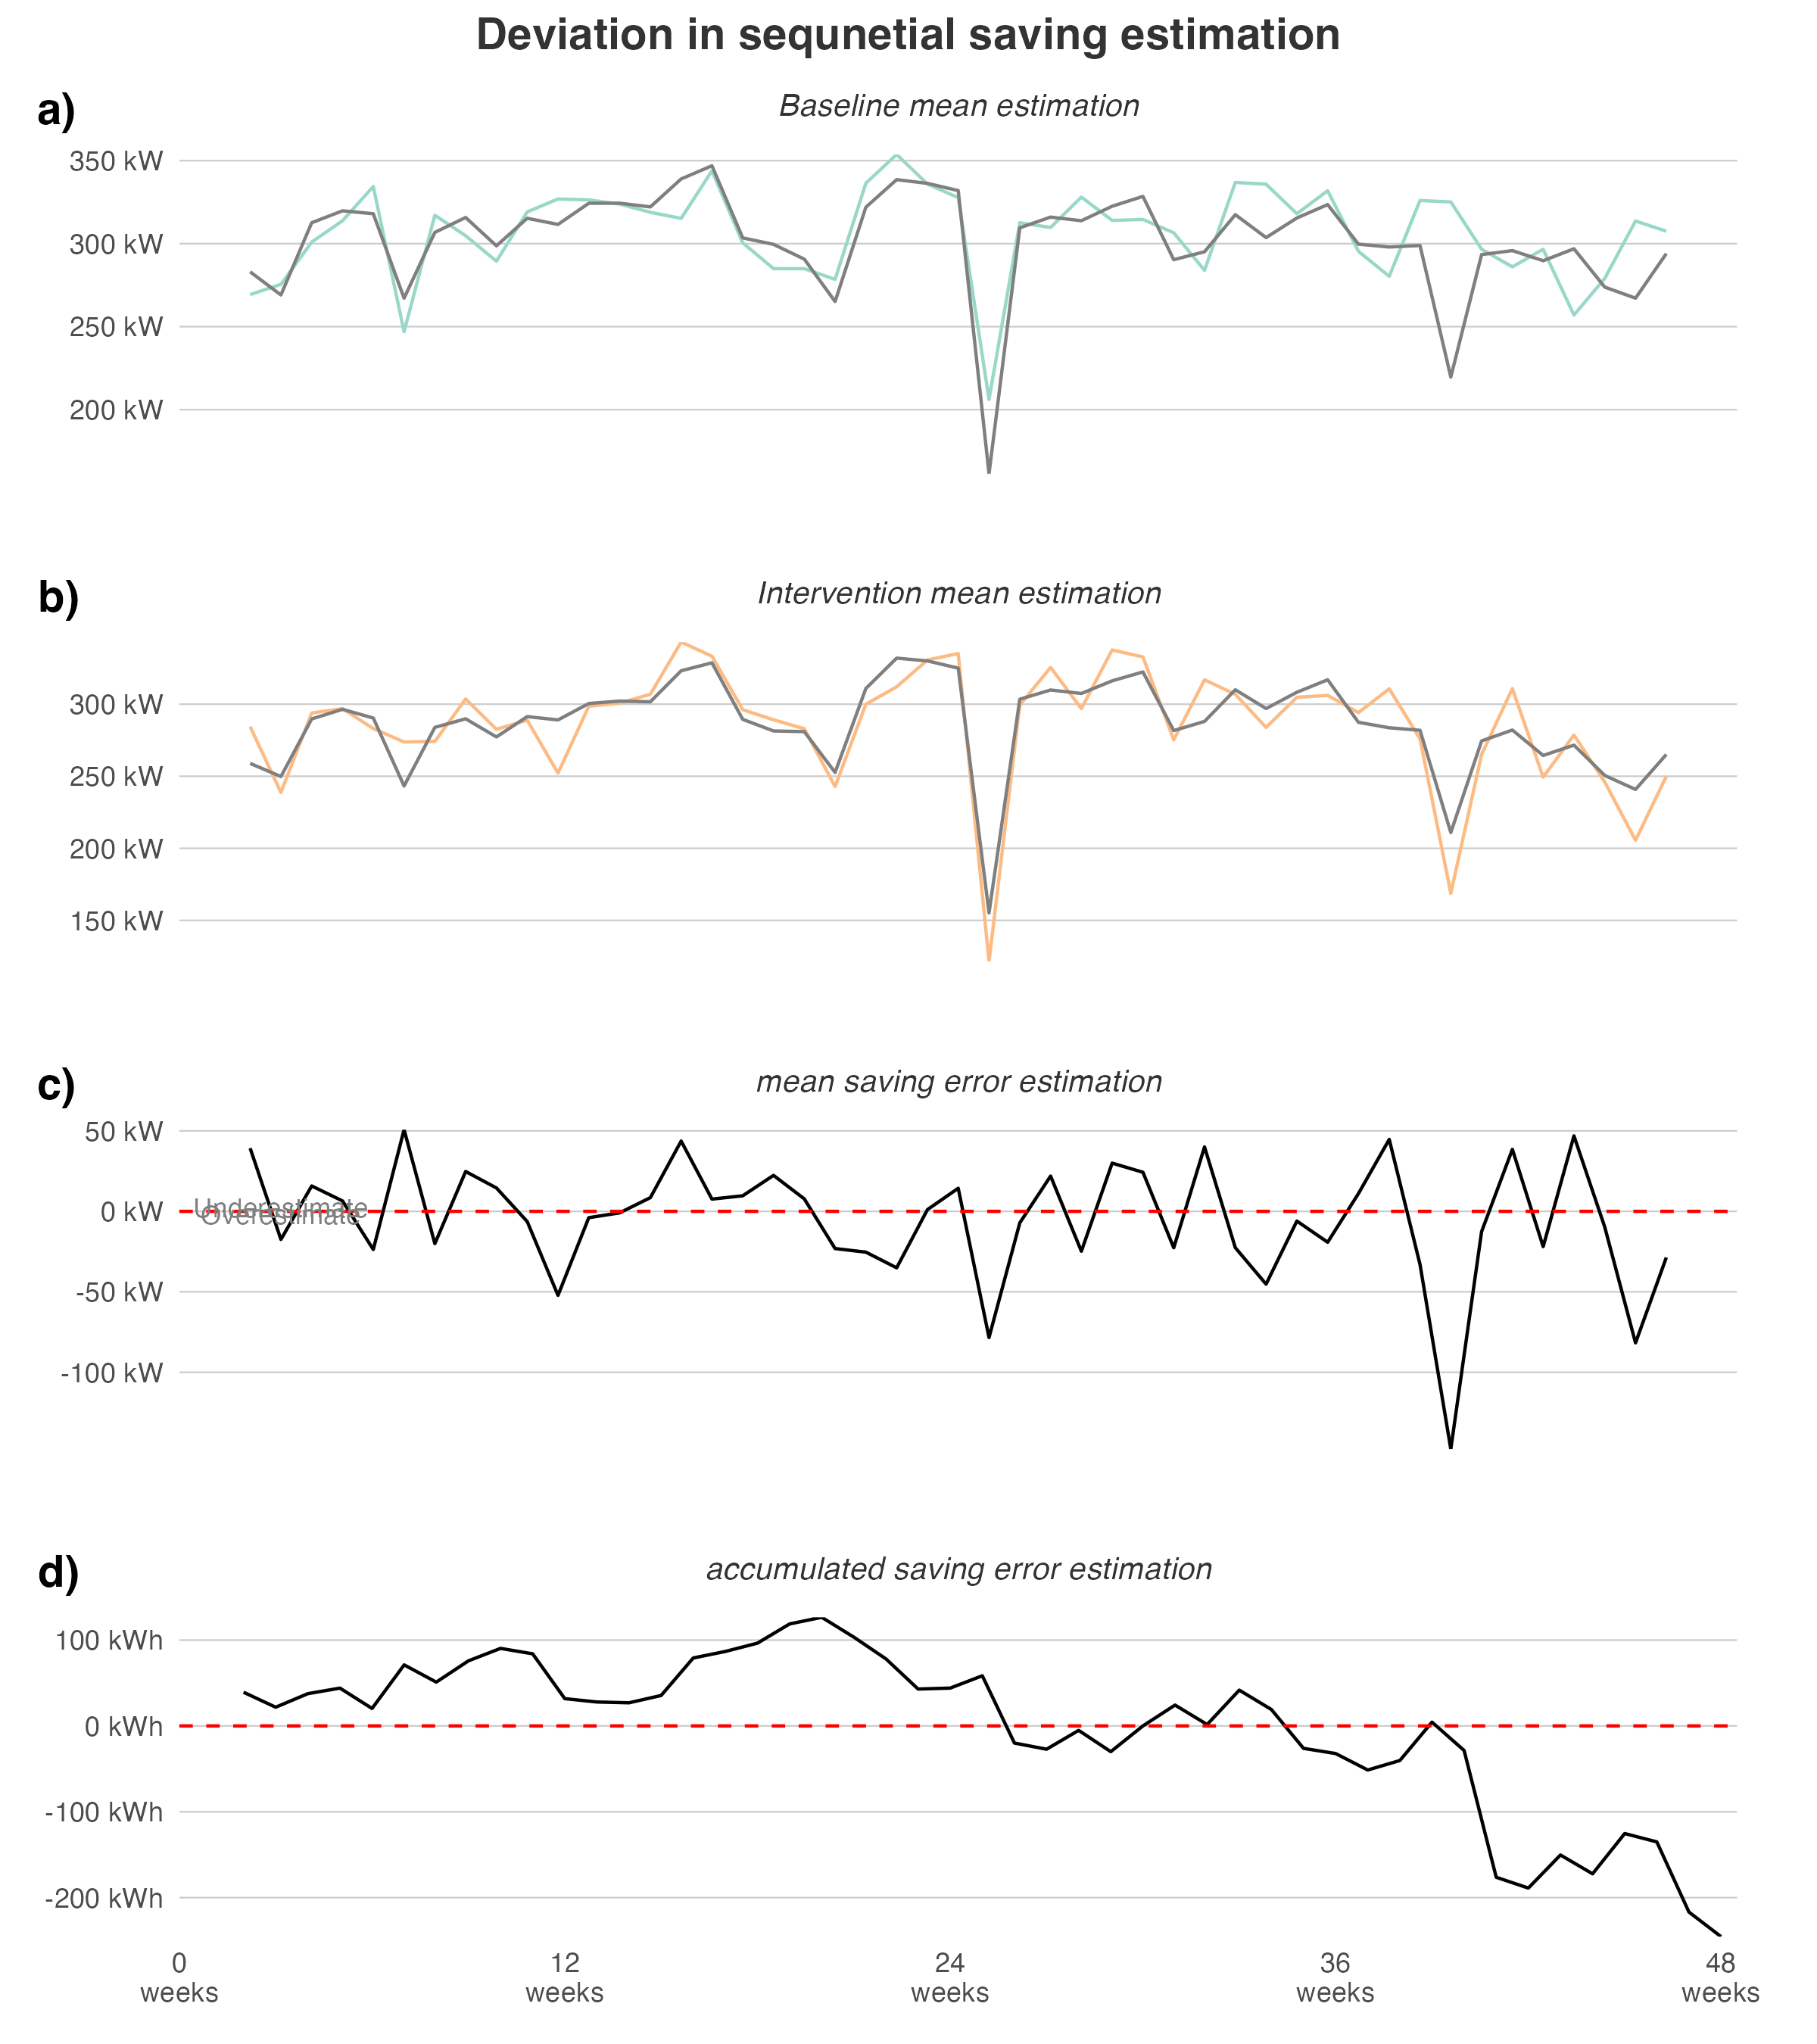 Deviation in sequnetial saving estimation
a)
Baseline mean estimation
350 kW
300 kW
250 kW
200 kW
b)
Intervention mean estimation
300 kW
250 kW
200 kW
150 kW
c)
mean saving error estimation
50 kW
Underestimate
0 kW
Overestimate
-50 kW
-100 kW
d)
accumulated saving error estimation
100 kWh
0 kWh
-100 kWh
-200 kWh
0 12 24 36 48
weeks weeks weeks weeks weeks